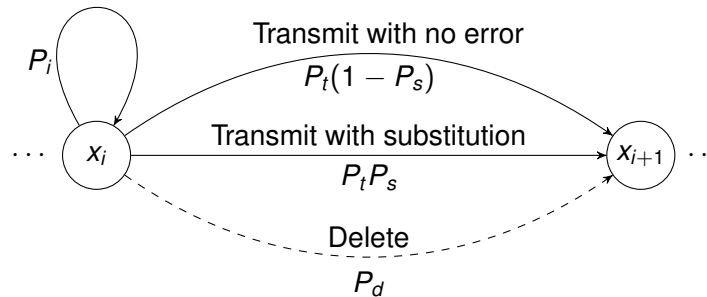 Transmit with no error
P_i
P_t(1 − P_s)
Transmit with substitution
··· x_i x_{i+1} ··
P_tP_s
Delete
P_d